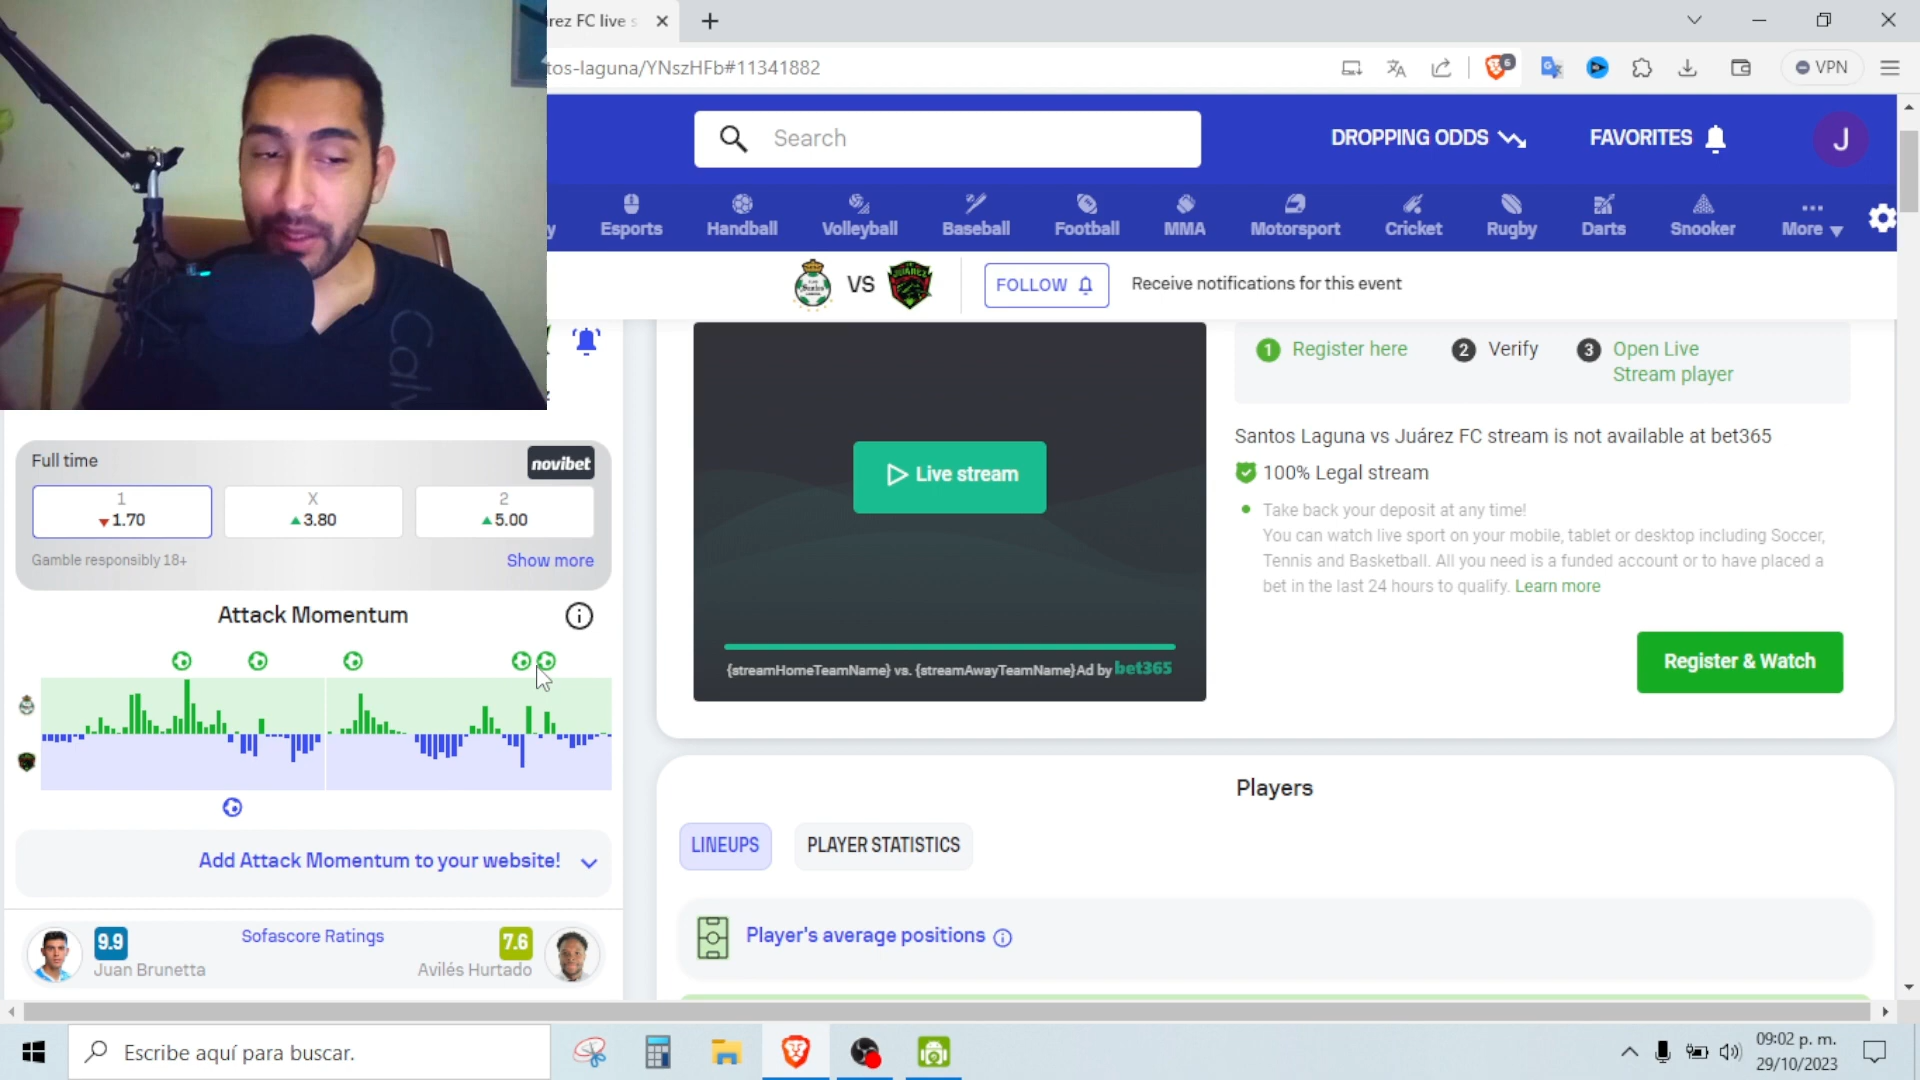 rez FC live s
tos-laguna/YNszHFb#11341882
6
VPN
Search
DROPPING ODDS
FAVORITES
J
y
Esports
Handball
Volleyball
Baseball
Football
MMA
Motorsport
Cricket
Rugby
Darts
Snooker
More
VS
JUÁREZ
FOLLOW
Receive notifications for this event
1 Register here
2 Verify
3 Open Live
Stream player
Full time
novibet
1
1.70
X
3.80
2
5.00
Gamble responsibly 18+
Show more
Live stream
{streamHomeTeamName} vs. {streamAwayTeamName} Ad by bet365
Santos Laguna vs Juárez FC stream is not available at bet365
100% Legal stream
Take back your deposit at any time!
You can watch live sport on your mobile, tablet or desktop including Soccer,
Tennis and Basketball. All you need is a funded account or to have placed a
bet in the last 24 hours to qualify. Learn more
Register & Watch
Attack Momentum
Add Attack Momentum to your website!
9.9
Juan Brunetta
Sofascore Ratings
7.6
Avilés Hurtado
Players
LINEUPS
PLAYER STATISTICS
Player's average positions
Escribe aquí para buscar.
09:02 p. m.
29/10/2023